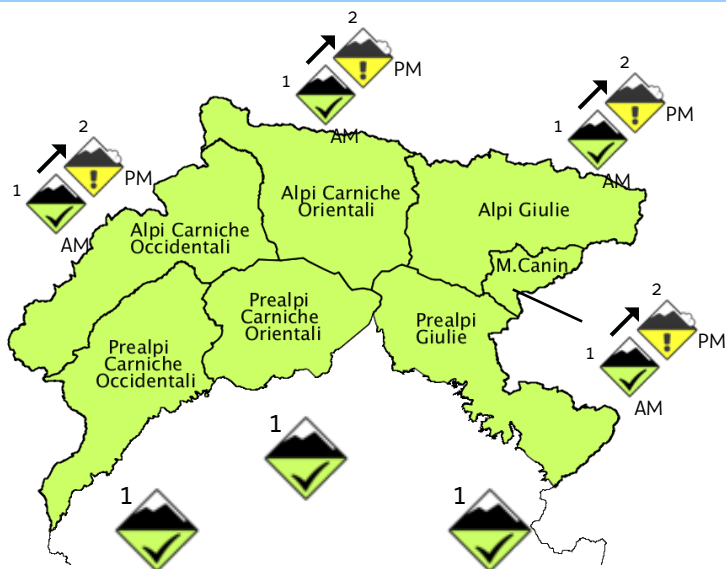 2
PM
1
AM
2
PM
1
AM
2
PM
1
AM
Alpi Carniche
Orientali
Alpi Giulie
Alpi Carniche
Occidentali
M.Canin
Prealpi
Carniche
Orientali
Prealpi
Giulie
Prealpi
Carniche
Occidentali
2
PM
1
AM
1
1
1